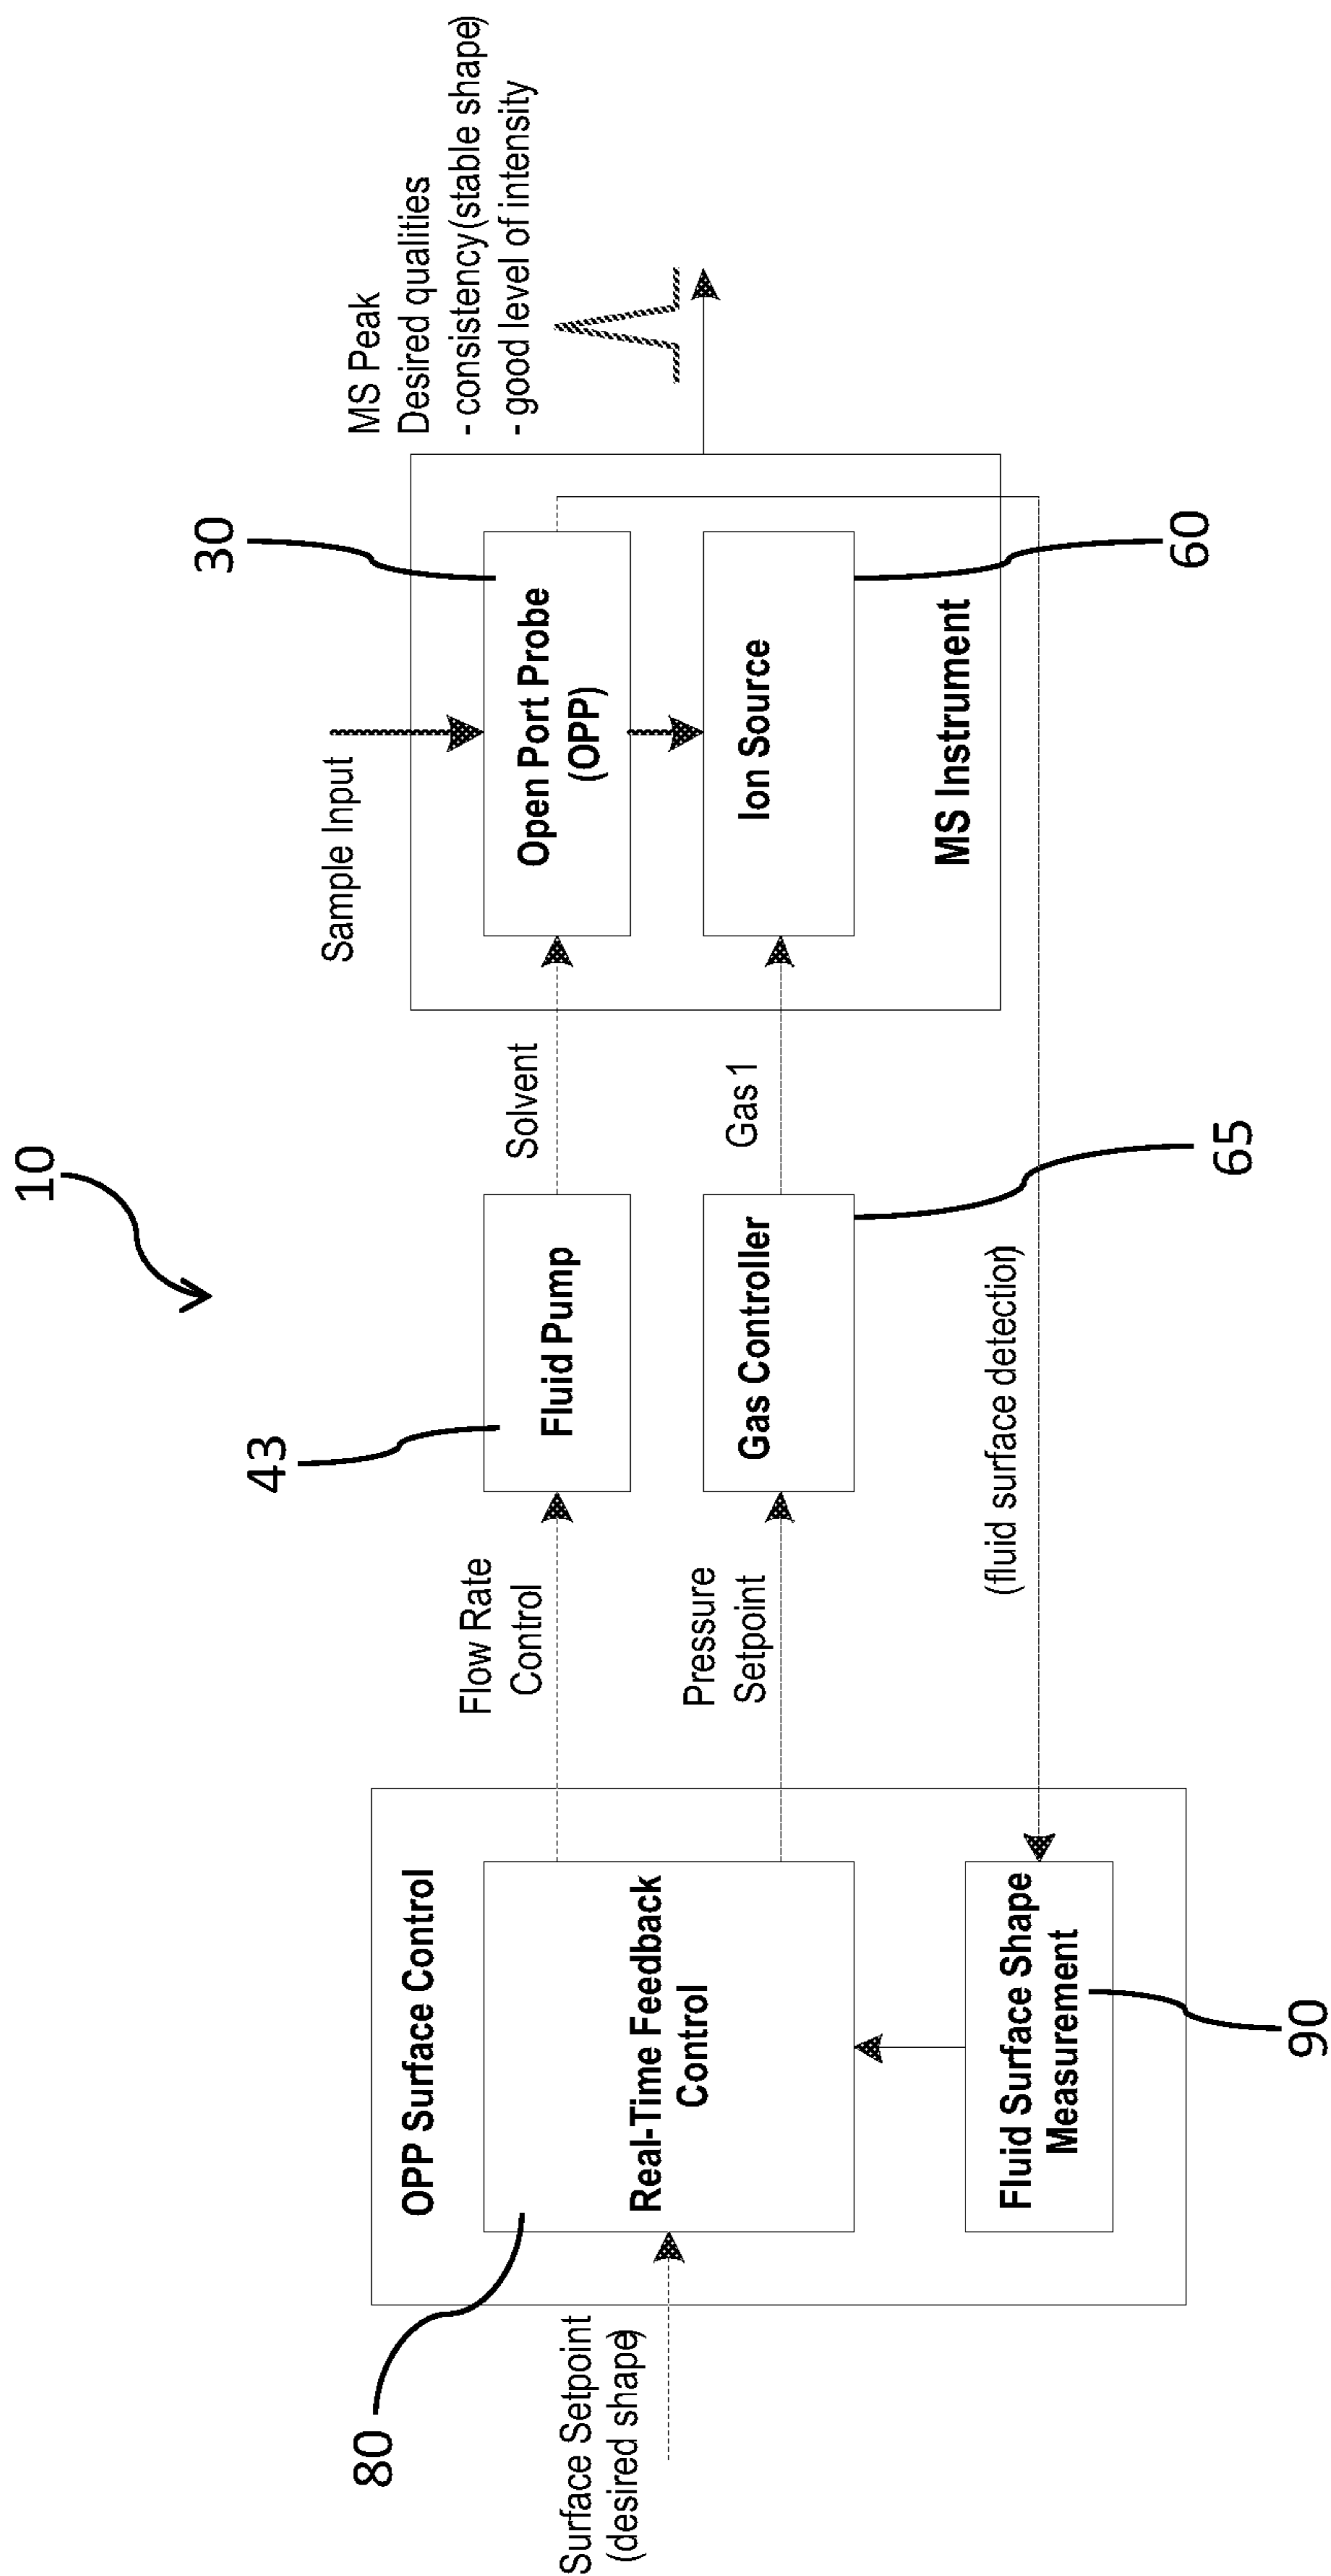 10
MS Peak
Desired qualities
- consistency(stable shape)
- good level of intensity
30
Sample Input
43
80
OPP Surface Control
Surface Setpoint
(desired shape)
Real-Time Feedback
Control
Flow Rate
Control
Fluid Pump
Solvent
Open Port Probe
(OPP)
Pressure
Setpoint
Gas Controller
Gas 1
Ion Source
MS Instrument
Fluid Surface Shape
Measurement
(fluid surface detection)
65
60
90